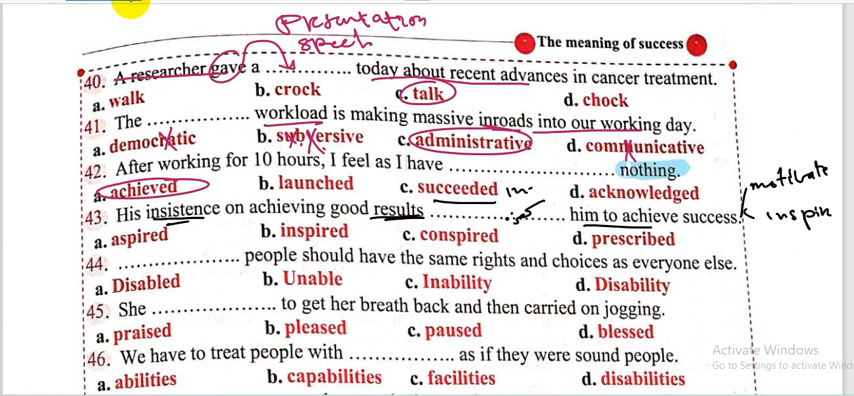 Presentation
speech
The meaning of success
40. A researcher gave a .................. today about recent advances in cancer treatment.
a. walk b. crock c. talk d. chock
41. The .................. workload is making massive inroads into our working day.
a. democratic b. subversive c. administrative d. communicative
42. After working for 10 hours, I feel as I have .................. nothing.
a. achieved b. launched c. succeeded in d. acknowledged
motivate
43. His insistence on achieving good results .................. him to achieve success.
inspire
a. aspired b. inspired c. conspired d. prescribed
44. .................. people should have the same rights and choices as everyone else.
a. Disabled b. Unable c. Inability d. Disability
45. She .................. to get her breath back and then carried on jogging.
a. praised b. pleased c. paused d. blessed
46. We have to treat people with .................. as if they were sound people.
a. abilities b. capabilities c. facilities d. disabilities
Activate Windows
Go to Settings to activate Wind